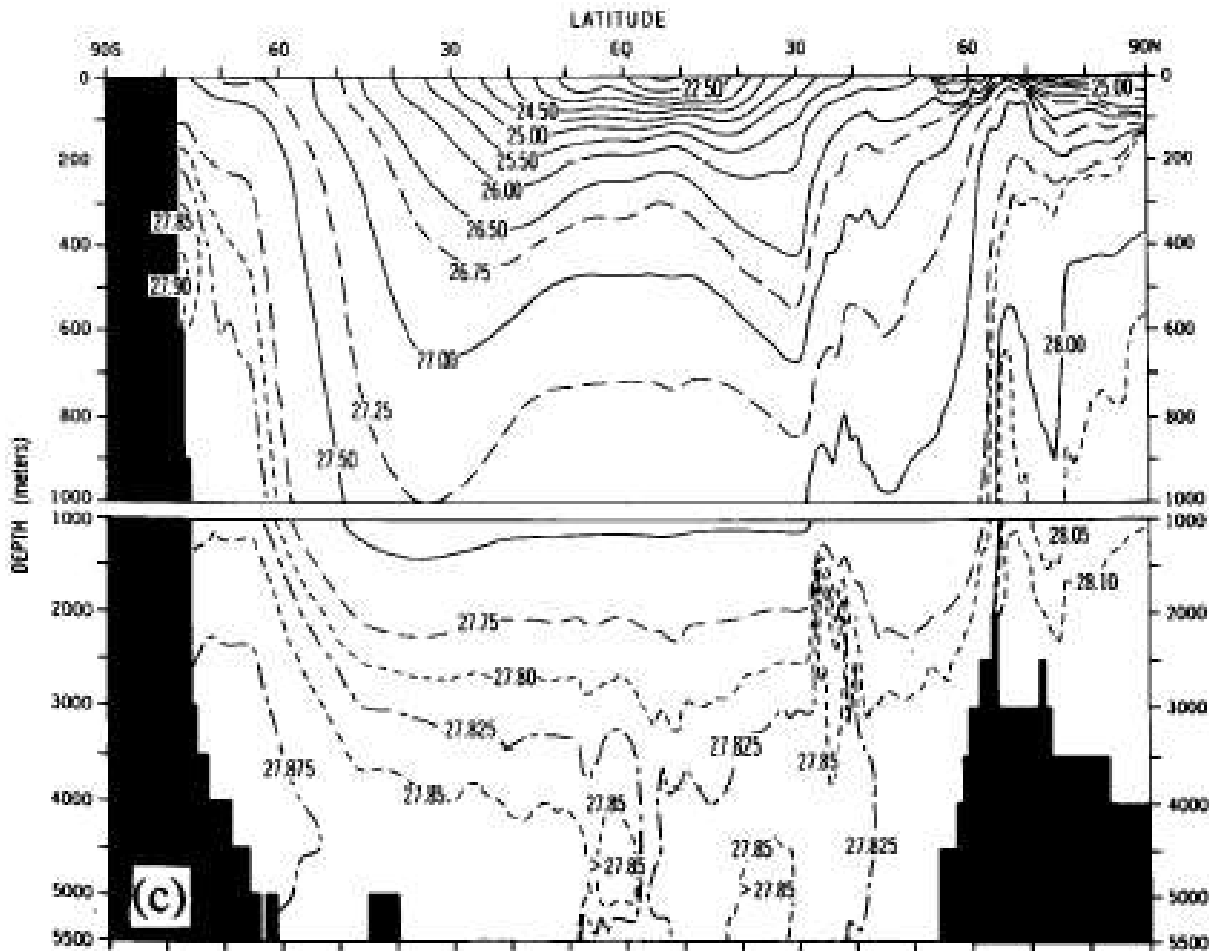 LATITUDE
90S 60 30 EQ 30 60 90N
0 22.50 25.00 0
24.50
25.00
200 25.50 200
26.00
27.85 26.50
400 26.75 400
27.90
600 27.00 28.00 600
800 27.25 800
27.50
1000 1000
DEPTH (meters)
1000 1000
28.05
28.10
2000 27.75 2000
27.80
3000 27.825 27.825 3000
27.875 27.85 27.85
4000 27.85 4000
27.85 27.825
>27.85 >27.85
(c) 5000 5000
5500 5500